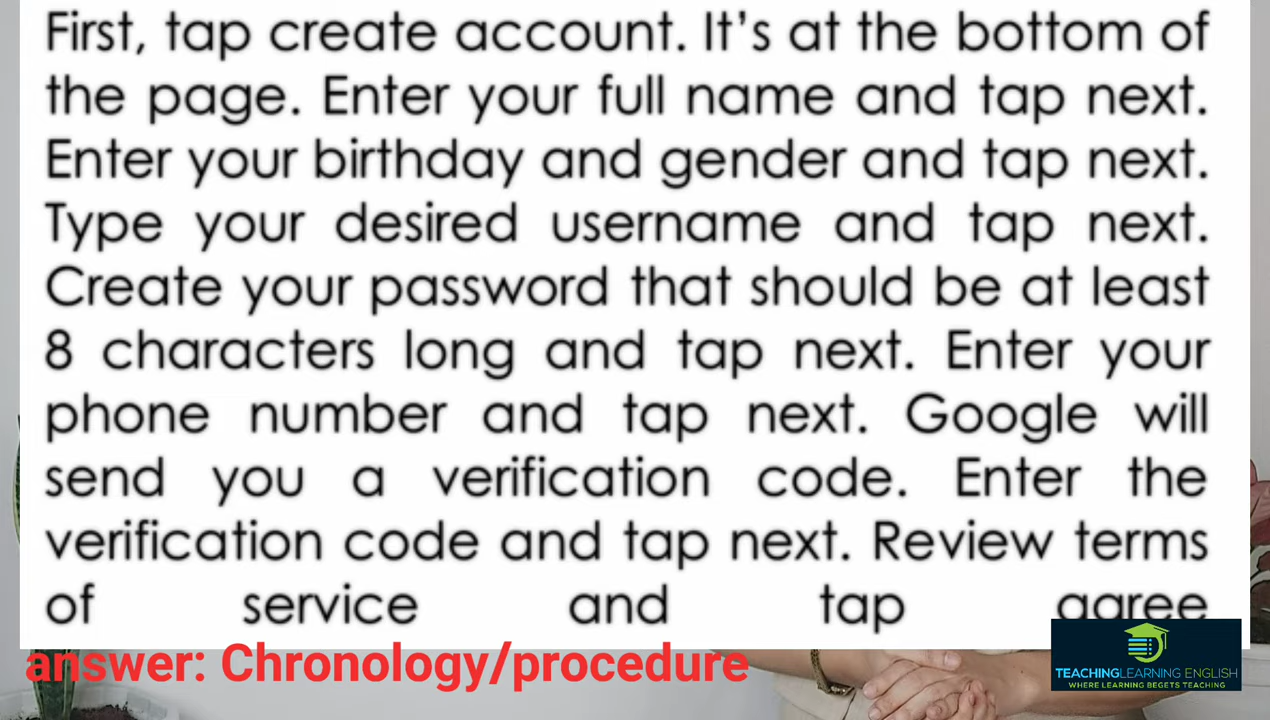 First, tap create account. It’s at the bottom of
the page. Enter your full name and tap next.
Enter your birthday and gender and tap next.
Type your desired username and tap next.
Create your password that should be at least
8 characters long and tap next. Enter your
phone number and tap next. Google will
send you a verification code. Enter the
verification code and tap next. Review terms
of service and tap agree
answer: Chronology/procedure
TEACHINGLEARNING ENGLISH
WHERE LEARNING BEGETS TEACHING